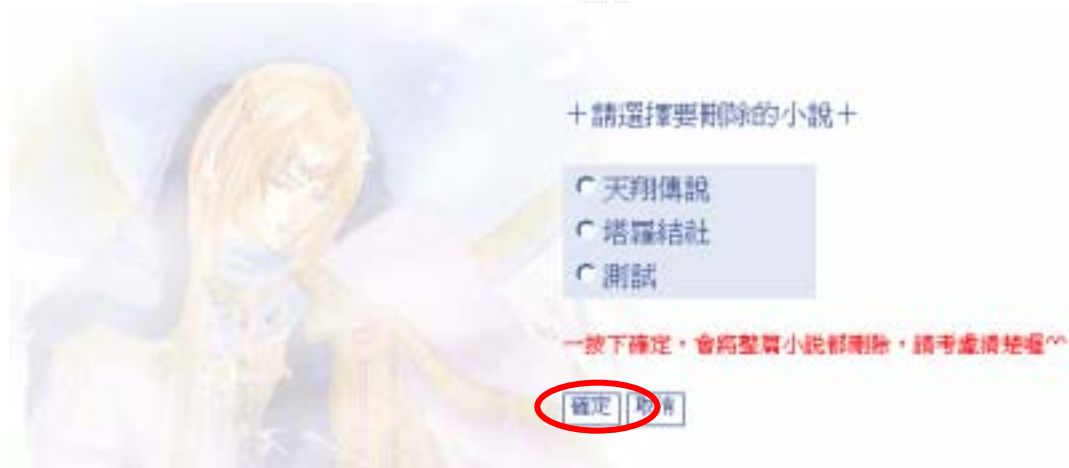 +請選擇要刪除的小說+
天翔傳說
塔羅結社
測試
一按下確定，會將整篇小說都刪除，請考慮清楚喔^^
確定 取消